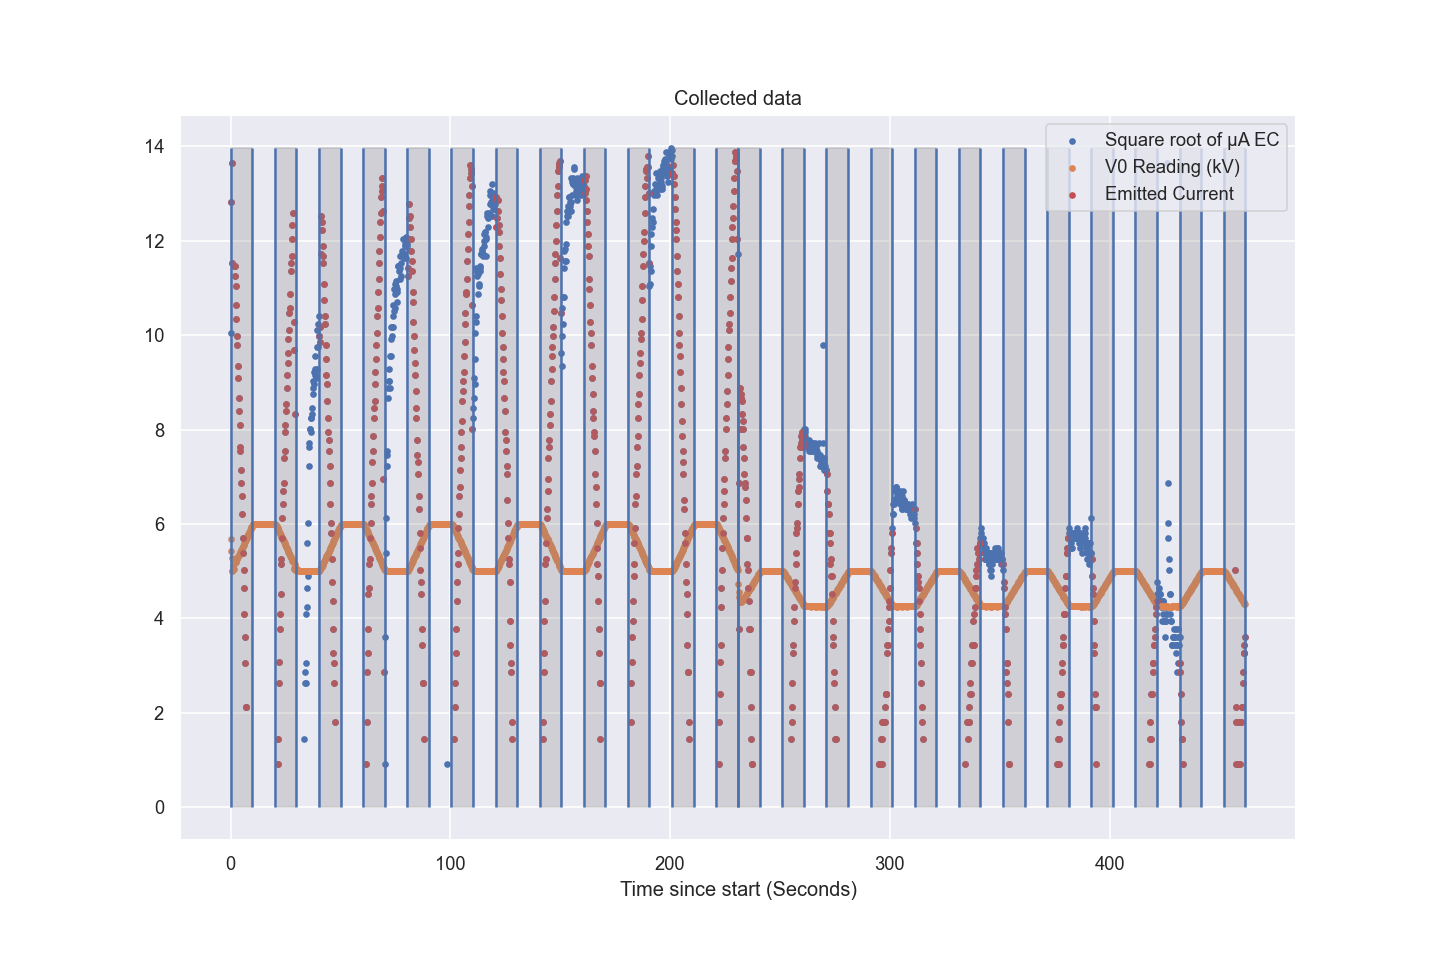 Collected data
Square root of µA EC
V0 Reading (kV)
Emitted Current
14
12
10
8
6
4
2
0
0 100 200 300 400
Time since start (Seconds)